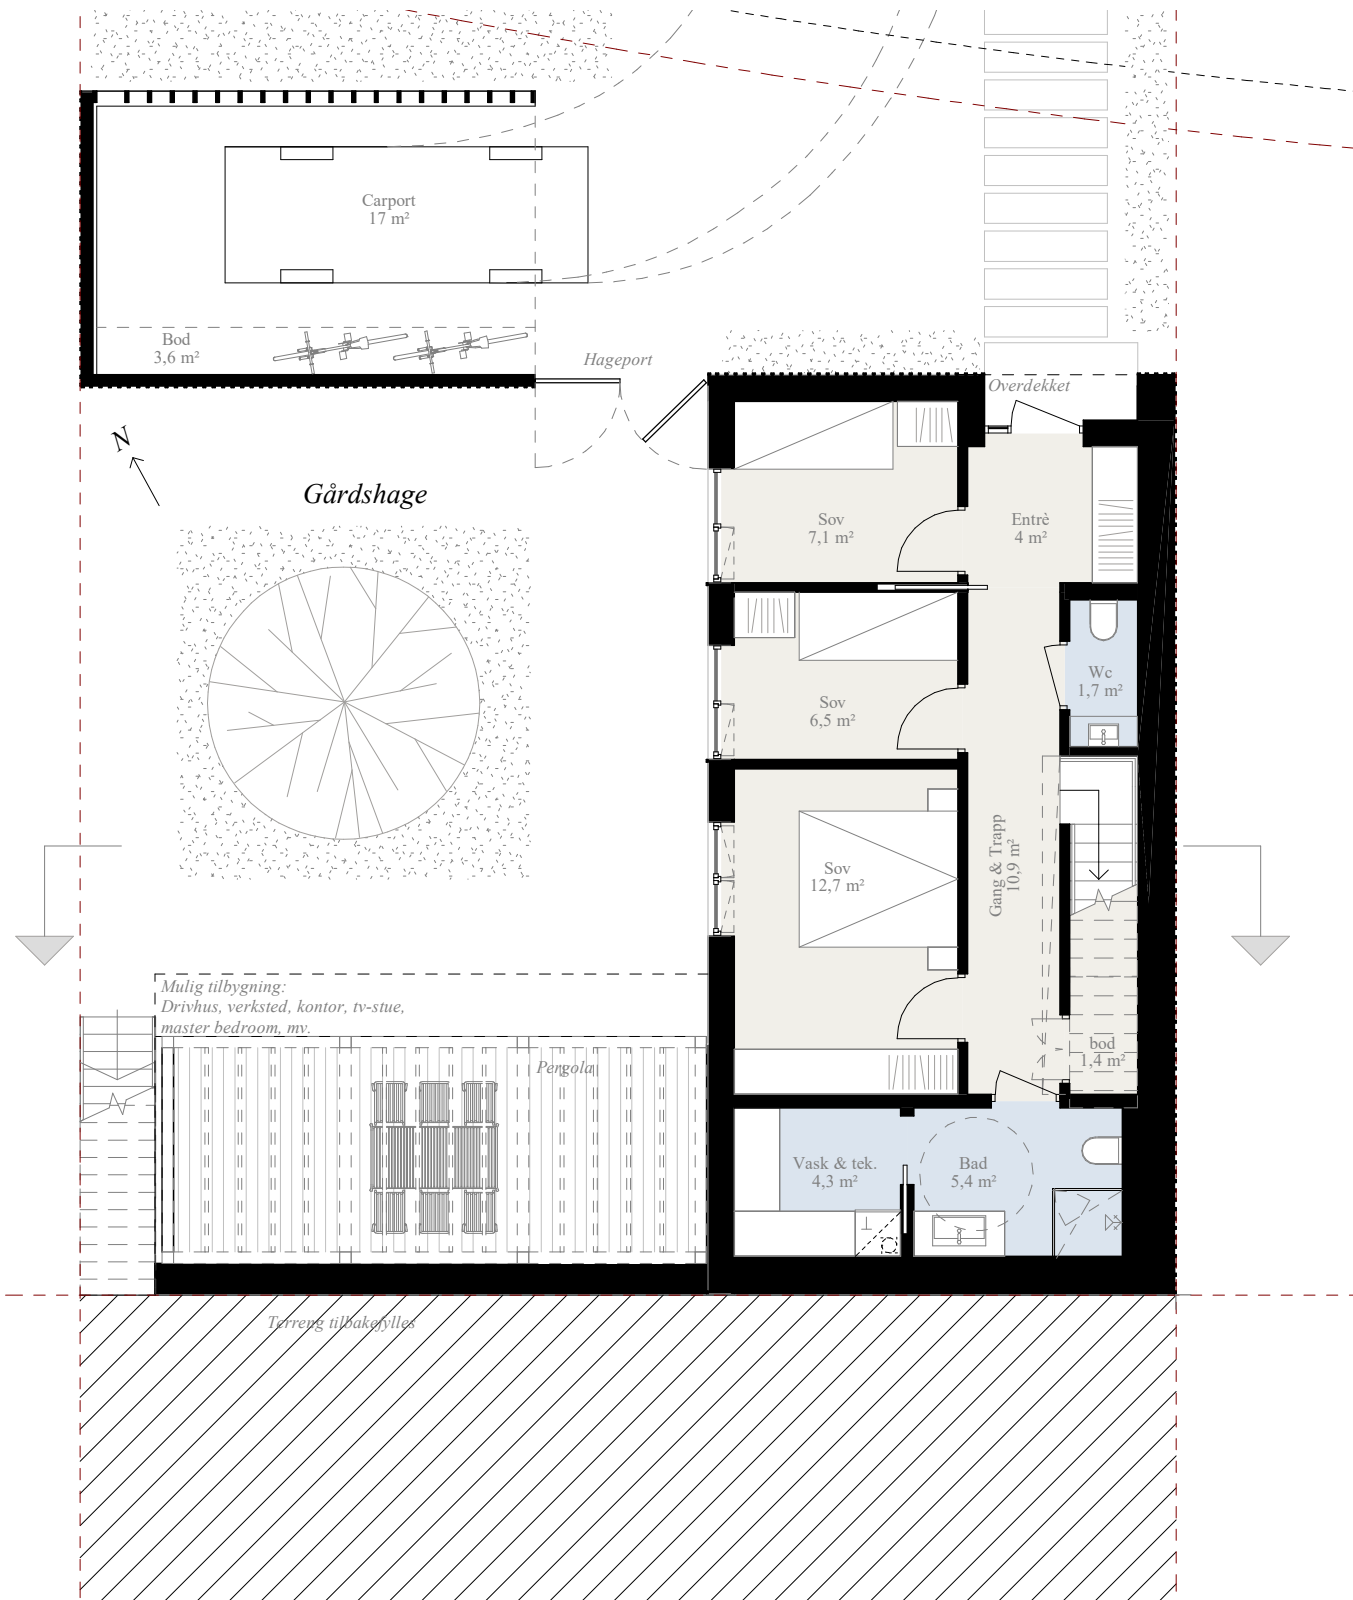 Carport
17 m²
Bod
3,6 m²
Hageport
Overdekket
N
Gårdshage
Sov
7,1 m²
Entrè
4 m²
Sov
6,5 m²
Wc
1,7 m²
Sov
12,7 m²
Gang & Trapp
10,9 m²
Mulig tilbygning:
Drivhus, verksted, kontor, tv-stue,
master bedroom, mv.
bod
1,4 m²
Pergola
Vask & tek.
4,3 m²
Bad
5,4 m²
Terreng tilbakefylles